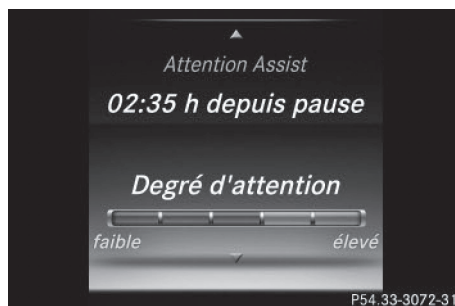 Attention Assist
02:35 h depuis pause
Degré d'attention
faible élevé
P54.33-3072-31